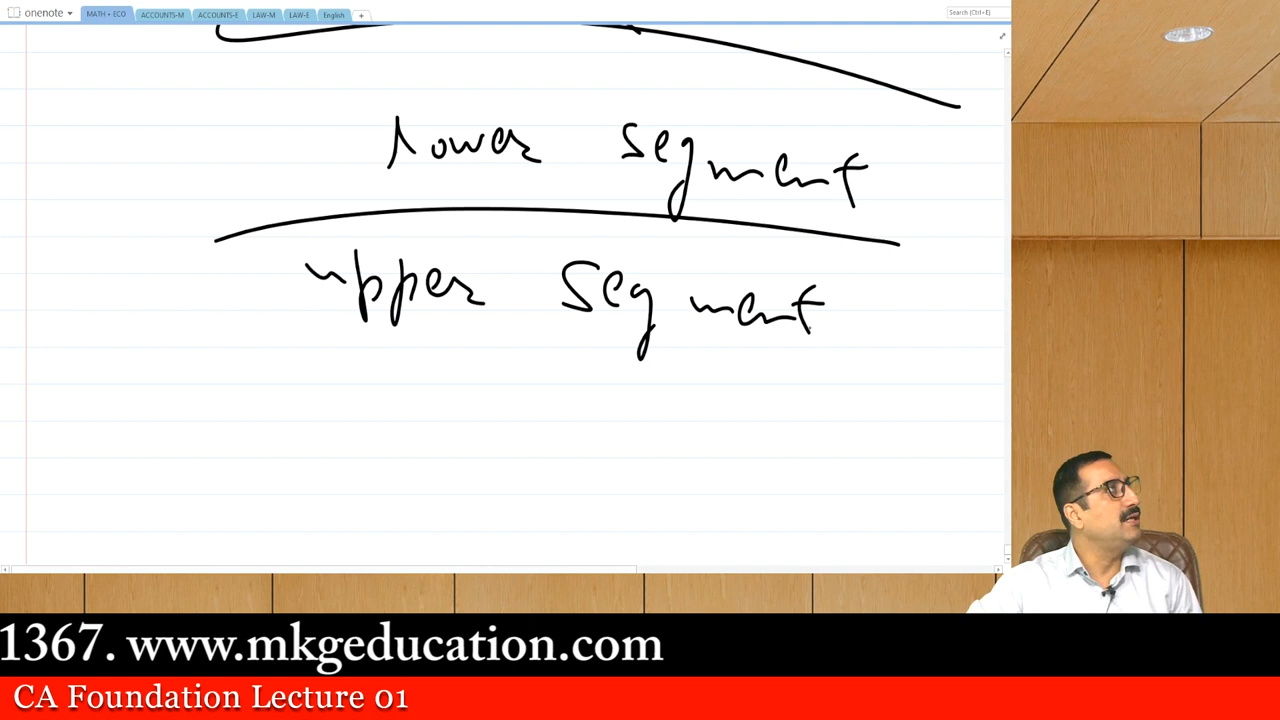 onenote
MATH + ECO
ACCOUNTS-M
ACCOUNTS-E
LAW-M
LAW-E
English
+
Search (Ctrl+E)
lower segment
upper segment
1367. www.mkgeducation.com
CA Foundation Lecture 01